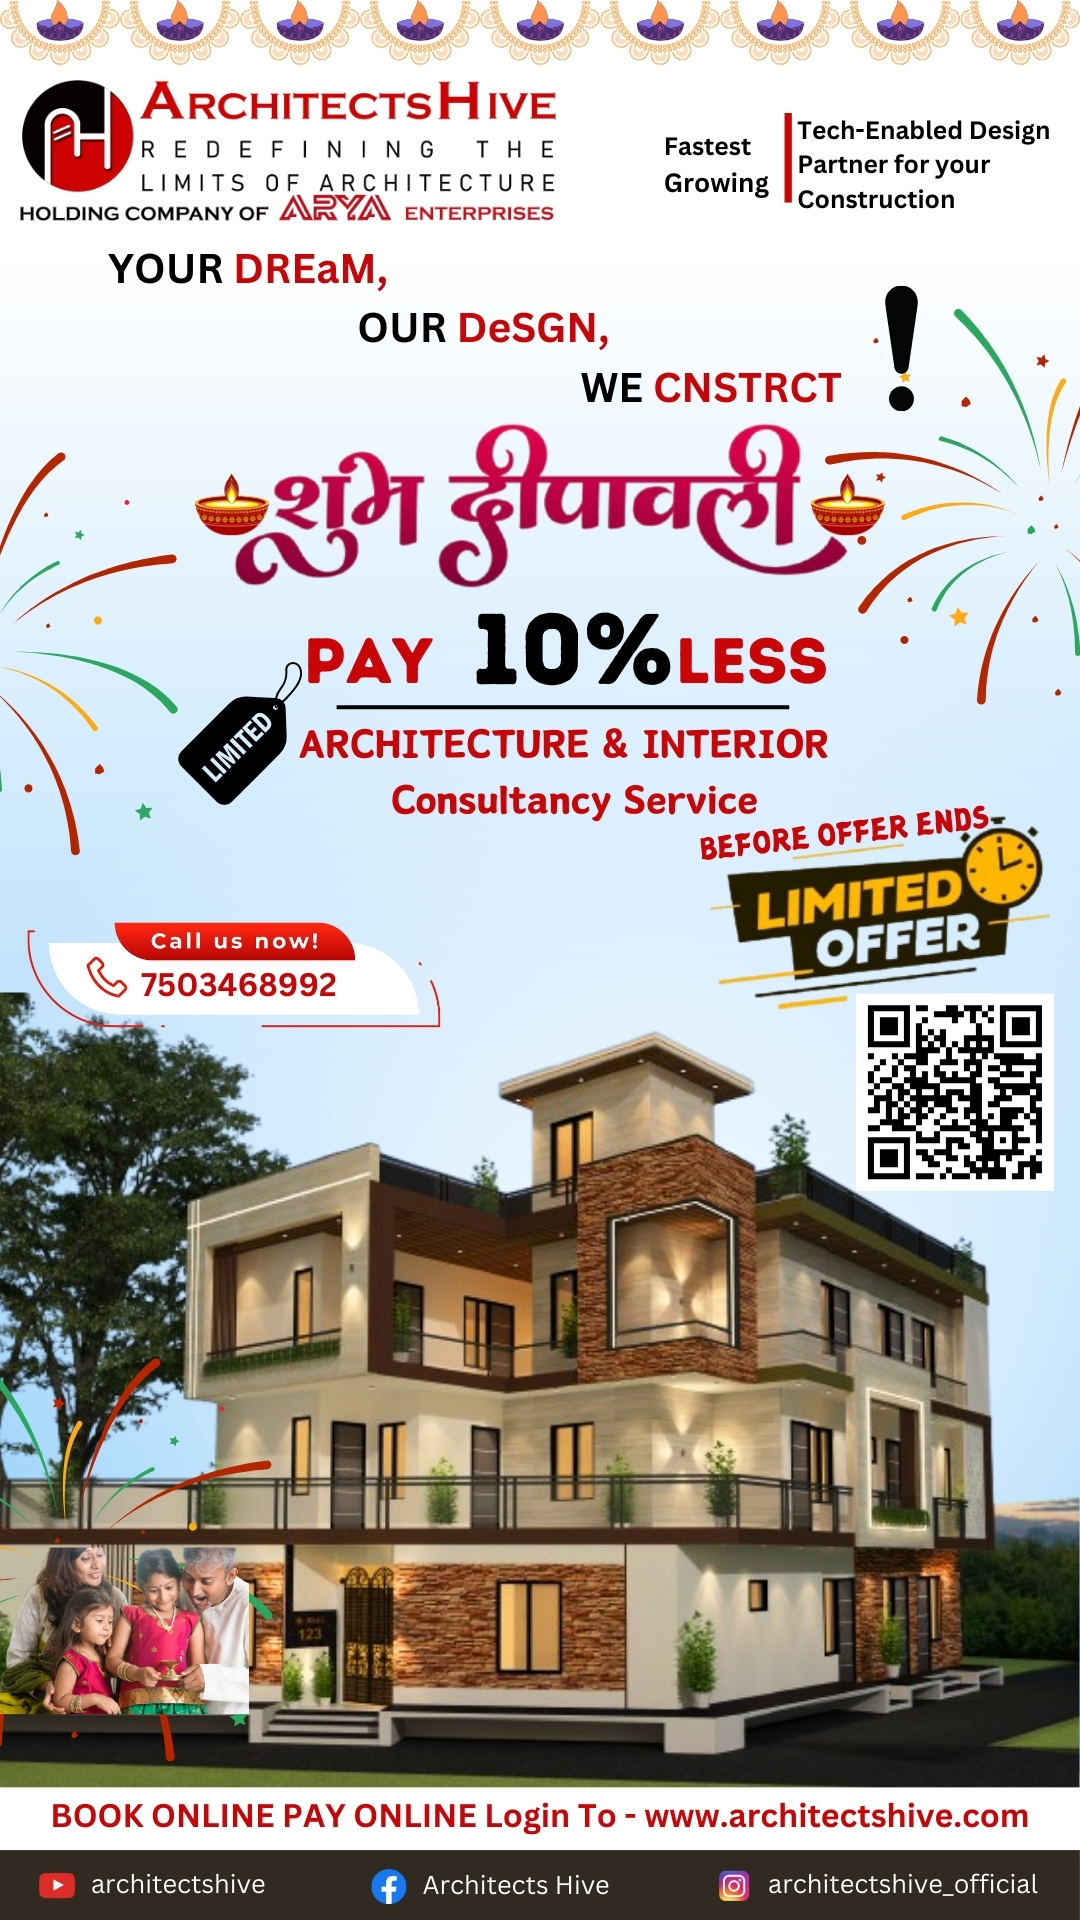 ARCHITECTSHIVE
REDEFINING THE
LIMITS OF ARCHITECTURE
HOLDING COMPANY OF ARYA ENTERPRISES
Fastest
Growing
Tech-Enabled Design
Partner for your
Construction
YOUR DREaM,
OUR DeSGN,
WE CNSTRCT
!
शुभ दीपावली
PAY 10% LESS
LIMITED
ARCHITECTURE & INTERIOR
Consultancy Service
BEFORE OFFER ENDS
LIMITED
OFFER
Call us now!
7503468992
123
BOOK ONLINE PAY ONLINE Login To - www.architectshive.com
architectshive
Architects Hive
architectshive_official